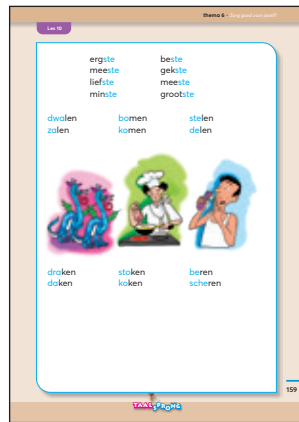 thema 6 - Zorg goed voor jezelf!
Les 10
ergste beste
meeste gekste
liefste meeste
minste grootste
dwalen bomen stelen
zalen komen delen
draken stoken beren
daken koken scheren
159
TAALSPRONG